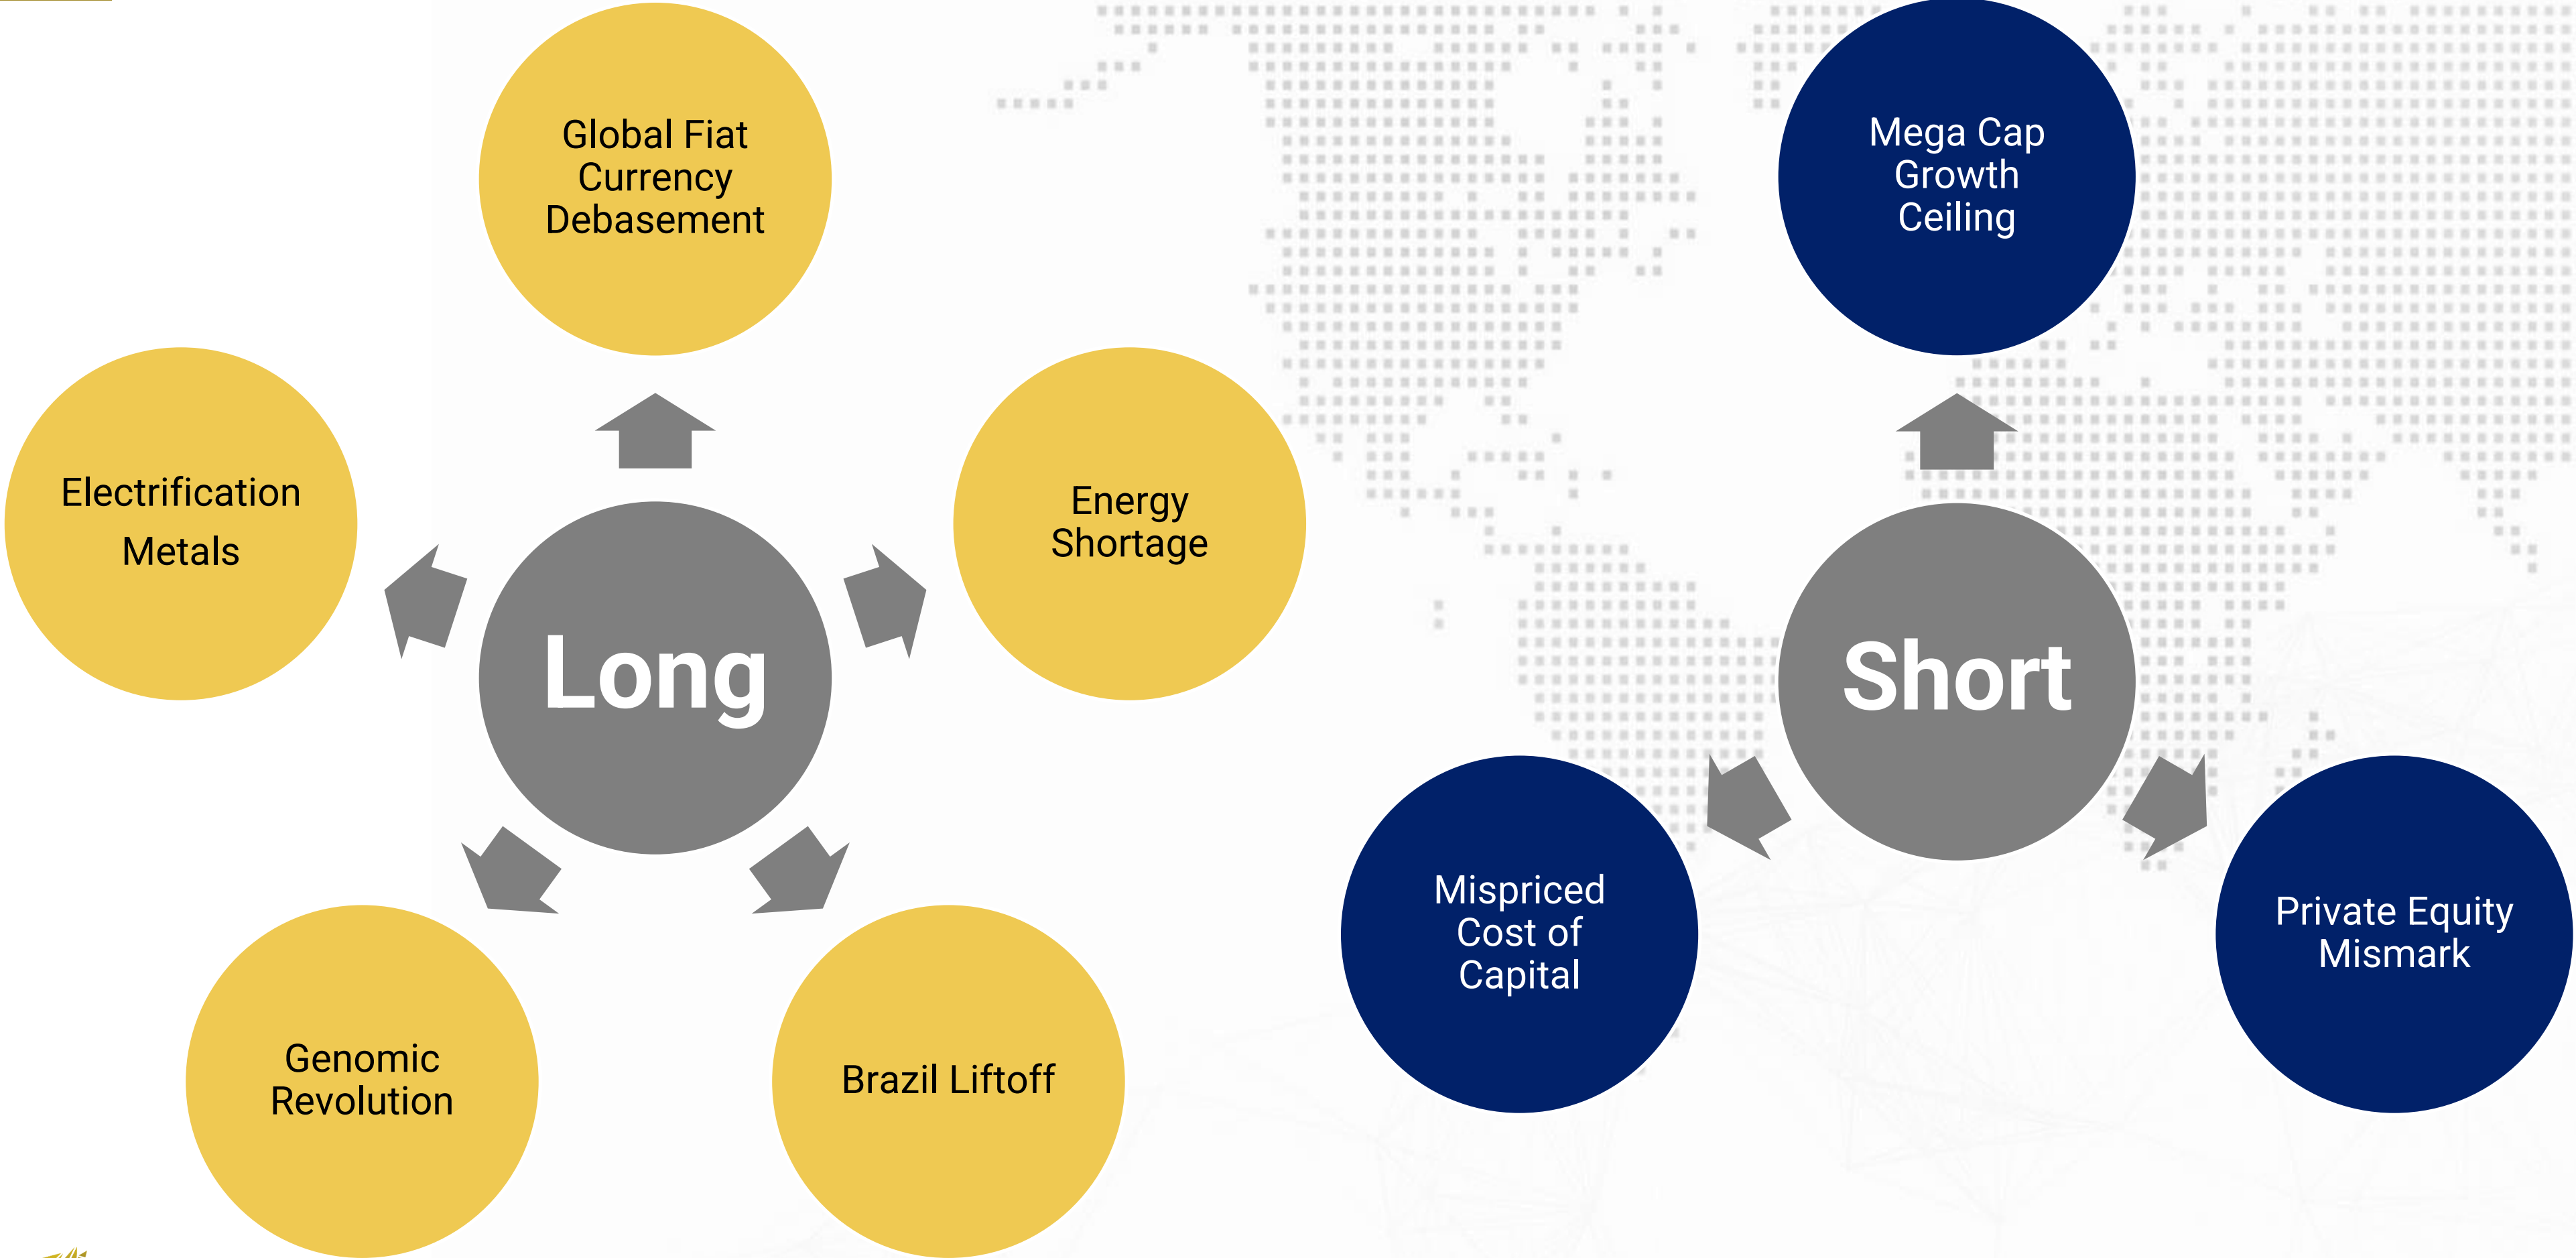 Global Fiat
Currency
Debasement
Electrification
Metals
Energy
Shortage
Long
Genomic
Revolution
Brazil Liftoff
Mega Cap
Growth
Ceiling
Short
Mispriced
Cost of
Capital
Private Equity
Mismark